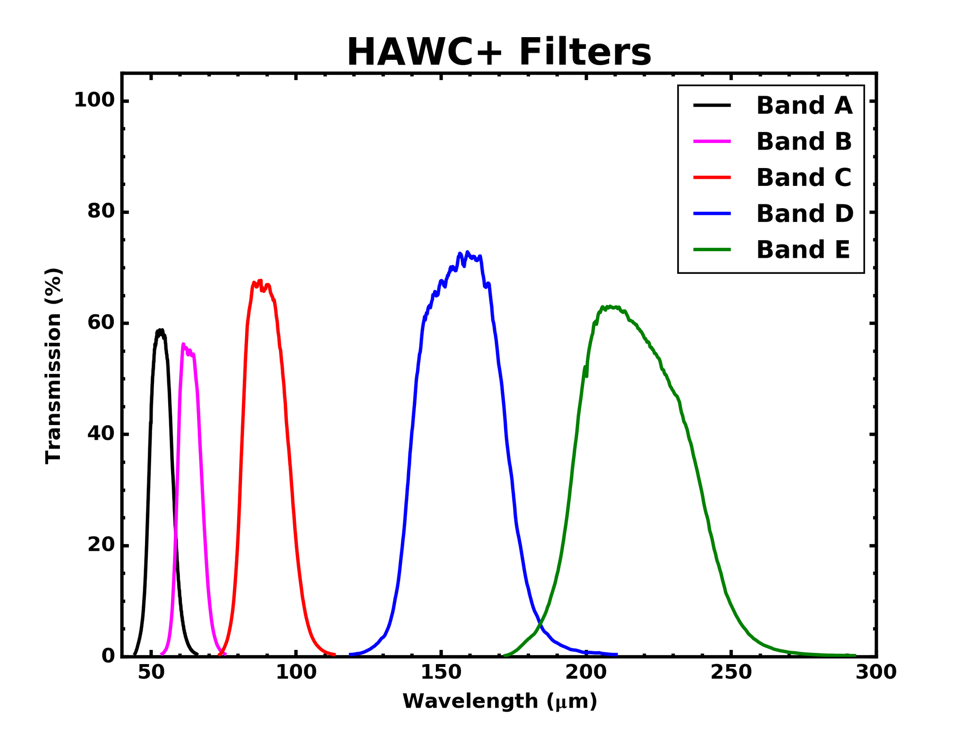 HAWC+ Filters
100
80
60
40
20
0
Transmission (%)
Band A
Band B
Band C
Band D
Band E
50 100 150 200 250 300
Wavelength (μm)